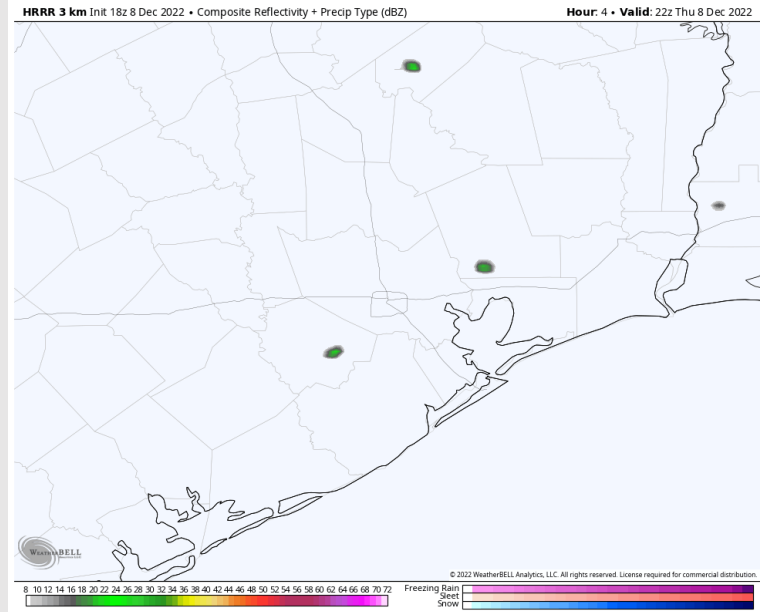 HRRR 3 km Init 18z 8 Dec 2022 • Composite Reflectivity + Precip Type (dBZ) Hour: 4 • Valid: 22z Thu 8 Dec 2022
WEATHERBELL
© 2022 WeatherBELL Analytics, LLC. All rights reserved. License required for commercial distribution.
8 10 12 14 16 18 20 22 24 26 28 30 32 34 36 38 40 42 44 46 48 50 52 54 56 58 60 62 64 66 68 70 72
Freezing Rain
Sleet
Snow